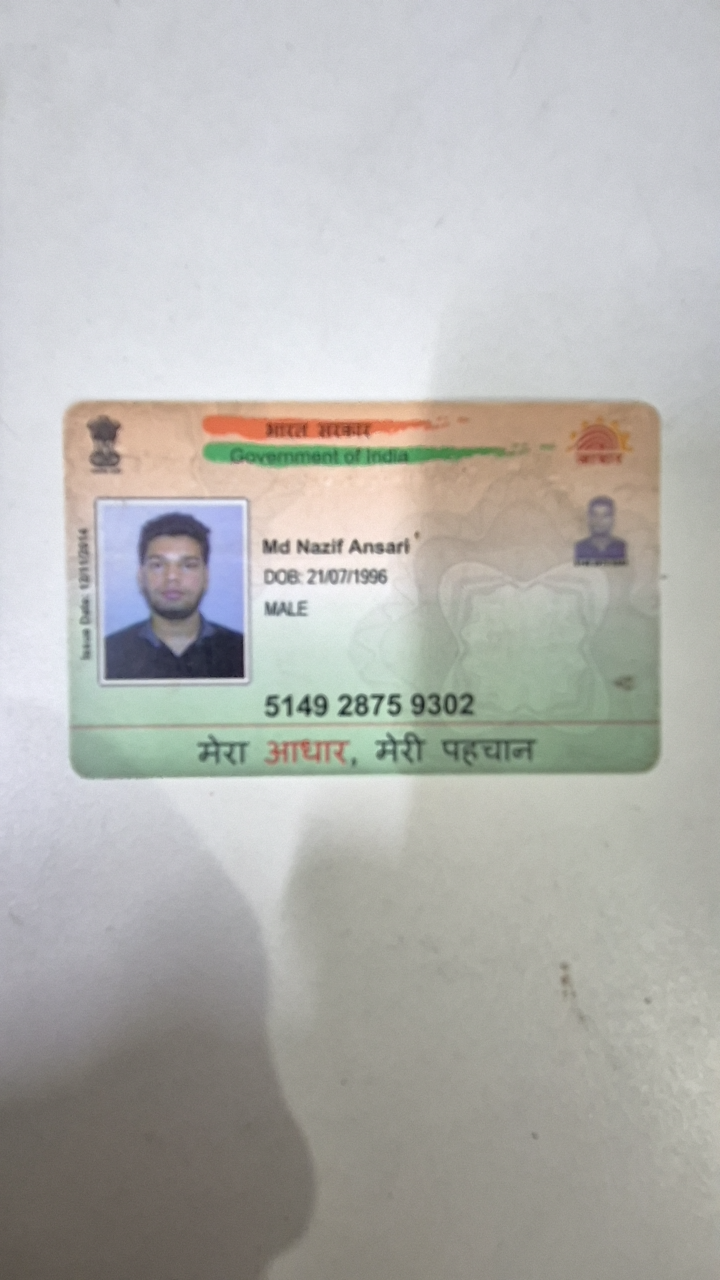 भारत सरकार
Government of India
आधार
Issue Date: 12/11/2014
Md Nazif Ansari
DOB: 21/07/1996
MALE
5149 2875 9302
मेरा आधार, मेरी पहचान